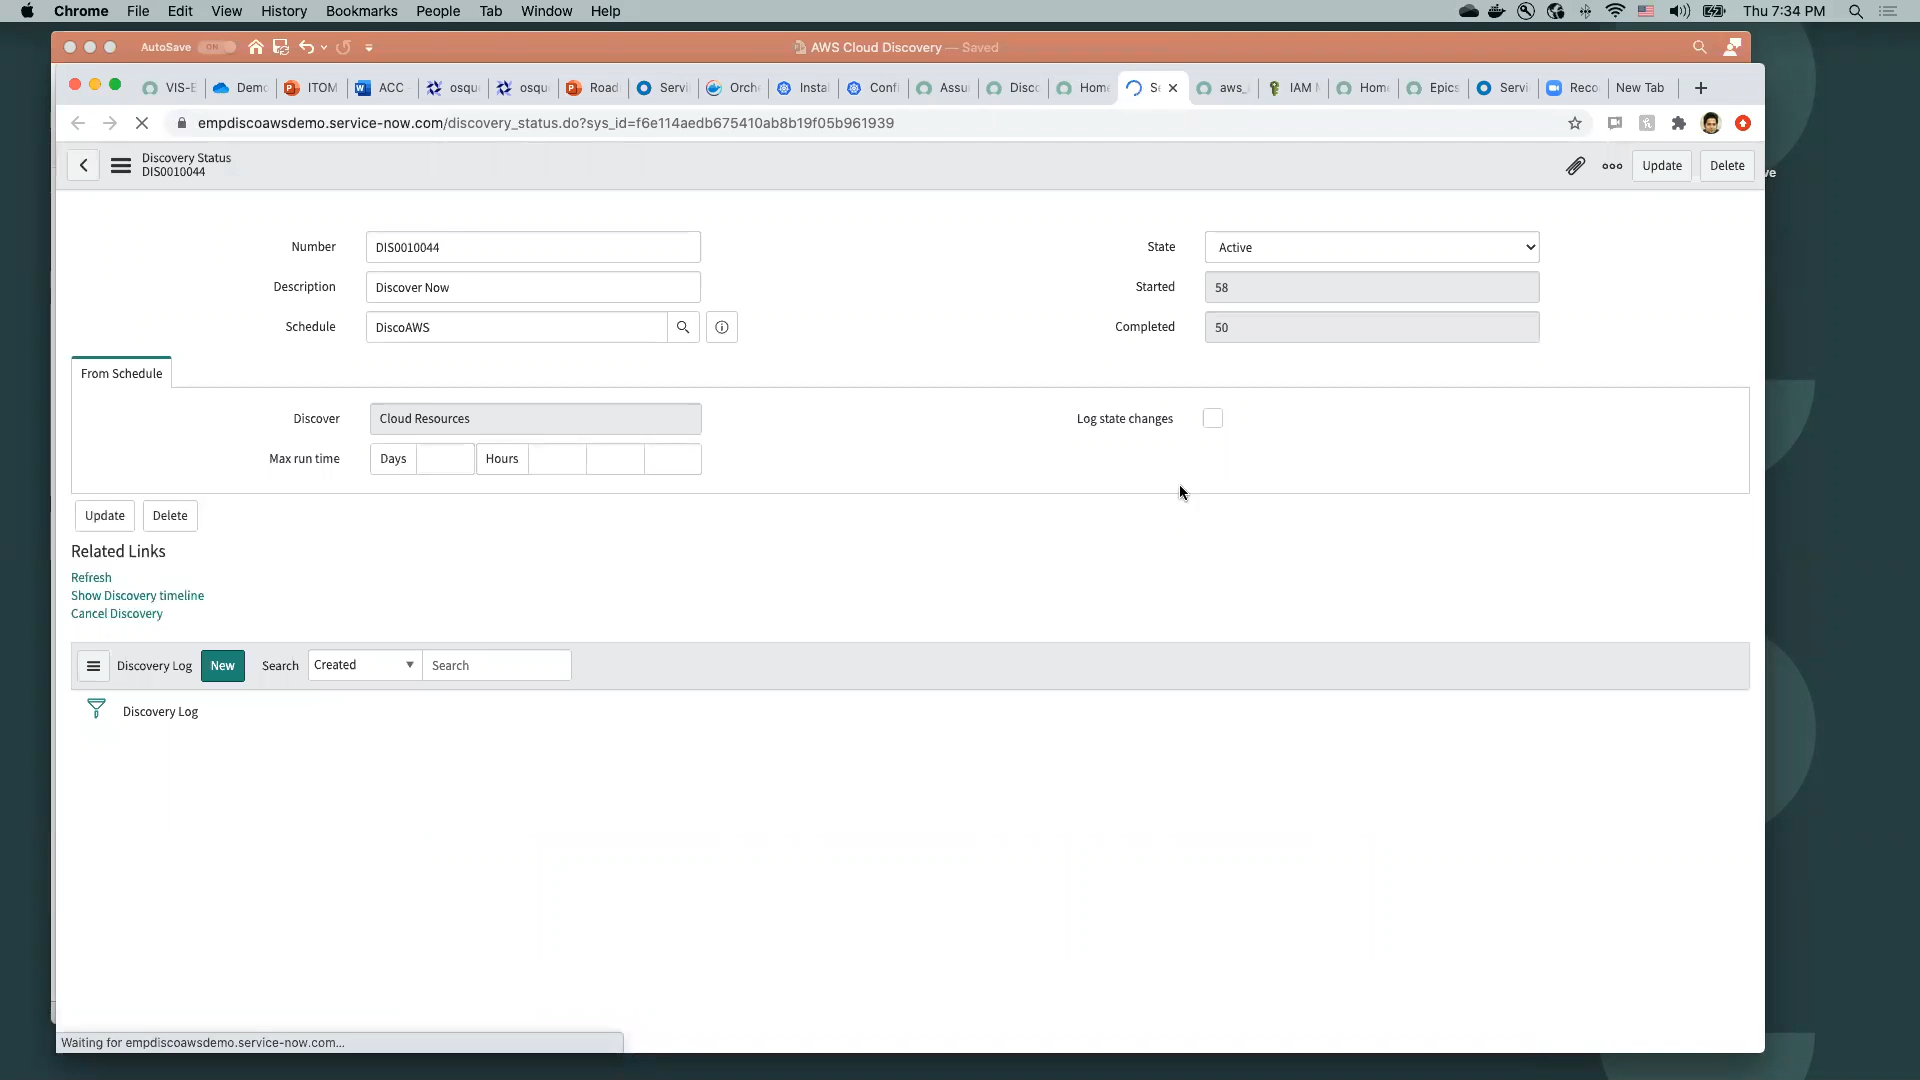 Chrome File Edit View History Bookmarks People Tab Window Help Thu 7:34 PM
AutoSave ON AWS Cloud Discovery — Saved
VIS-E Demo ITOM ACC osqu osqu Road Servi Orch Insta Confi Assu Disco Home Se aws_ IAM Home Epics Servi Reco New Tab
empdiscoawsdemo.service-now.com/discovery_status.do?sys_id=f6e114aedb675410ab8b19f05b961939
Discovery Status
DIS0010044
Update Delete
ve
Number DIS0010044 State Active
Description Discover Now Started 58
Schedule DiscoAWS Completed 50
From Schedule
Discover Cloud Resources Log state changes
Max run time Days Hours
Update Delete
Related Links
Refresh
Show Discovery timeline
Cancel Discovery
Discovery Log New Search Created Search
Discovery Log
Waiting for empdiscoawsdemo.service-now.com...